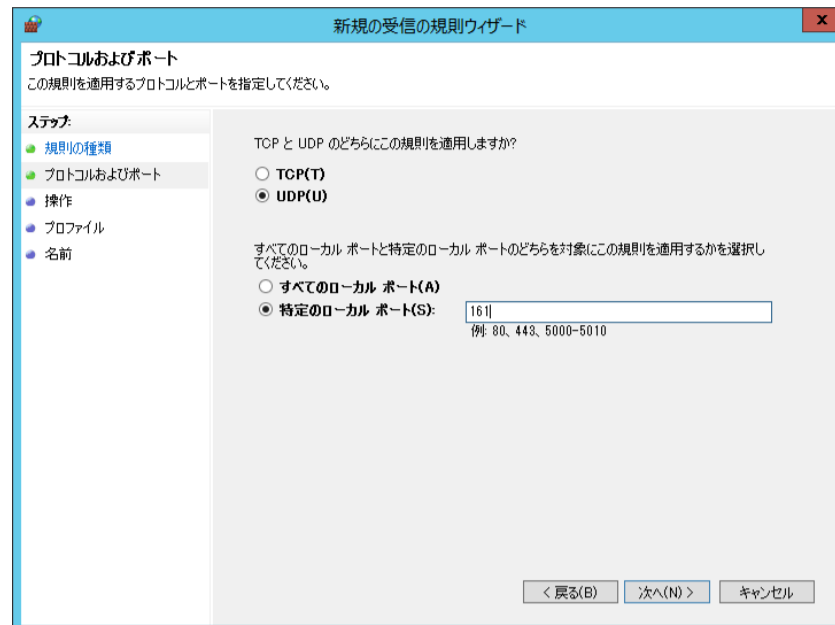 新規の受信の規則ウィザード
x
プロトコルおよびポート
この規則を適用するプロトコルとポートを指定してください。
ステップ:
規則の種類
プロトコルおよびポート
操作
プロファイル
名前
TCP と UDP のどちらにこの規則を適用しますか?
TCP(T)
UDP(U)
すべてのローカル ポートと特定のローカル ポートのどちらを対象にこの規則を適用するかを選択し
てください。
すべてのローカル ポート(A)
特定のローカル ポート(S):
161
例: 80、443、5000-5010
< 戻る(B)
次へ(N) >
キャンセル